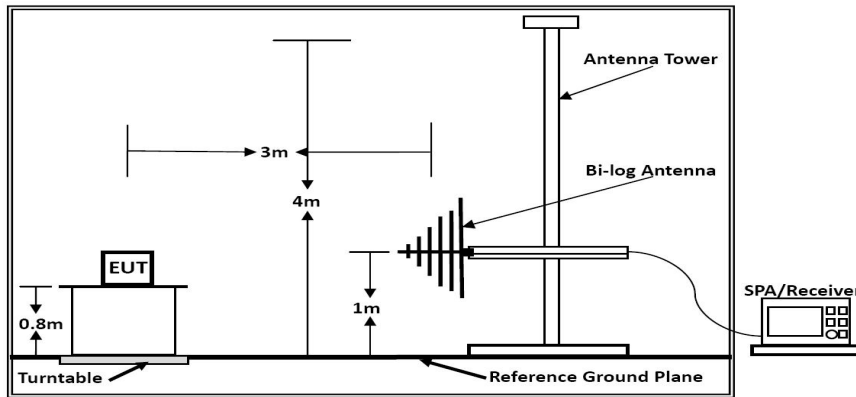 Antenna Tower
3m
Bi-log Antenna
4m
EUT
SPA/Receiver
1m
0.8m
Turntable
Reference Ground Plane